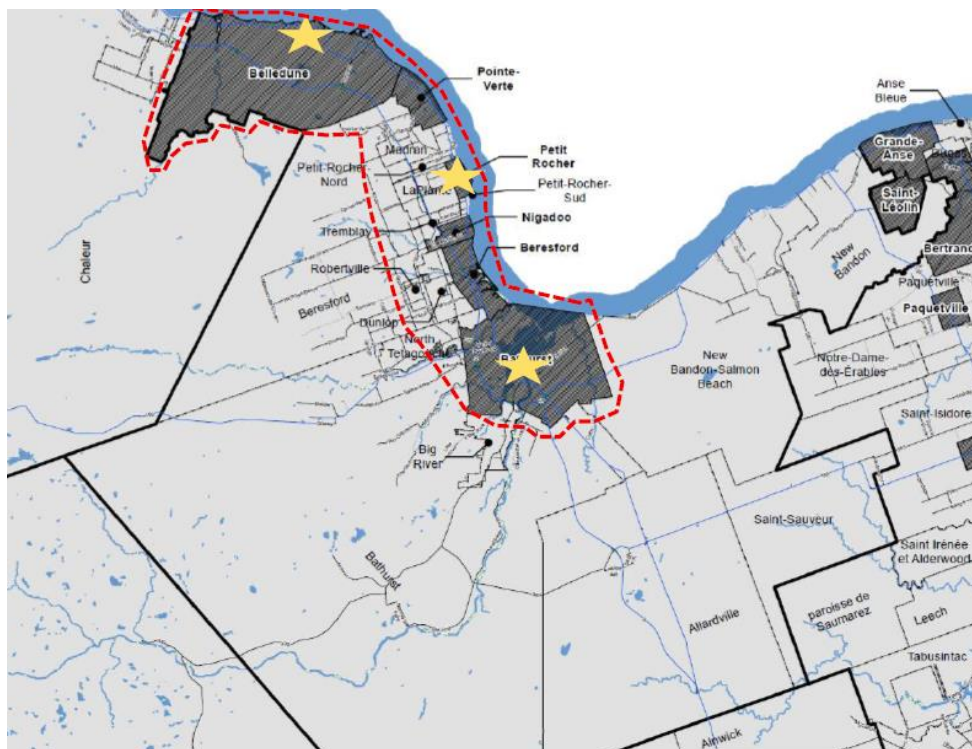 Belledune
Pointe-
Verte
Madran
Petit-Rocher-
Nord
Petit
Rocher
LaPlante
Petit-Rocher-
Sud
Nigadoo
Tremblay
Beresford
Robertville
Beresford
Dunlop
North
Tetagouche
Chaleur
Big
River
Bathurst
New
Bandon-Salmon
Beach
Allardville
Alnwick
Anse
Bleue
Grande-
Anse
Saint-
Léolin
New
Bandon
Bertrand
Paquetville
Paquetville
Notre-Dame-
des-Érables
Saint-Isidore
Saint-Sauveur
Saint Irénée
et Alderwood
paroisse de
Saumarez
Leech
Tabusintac